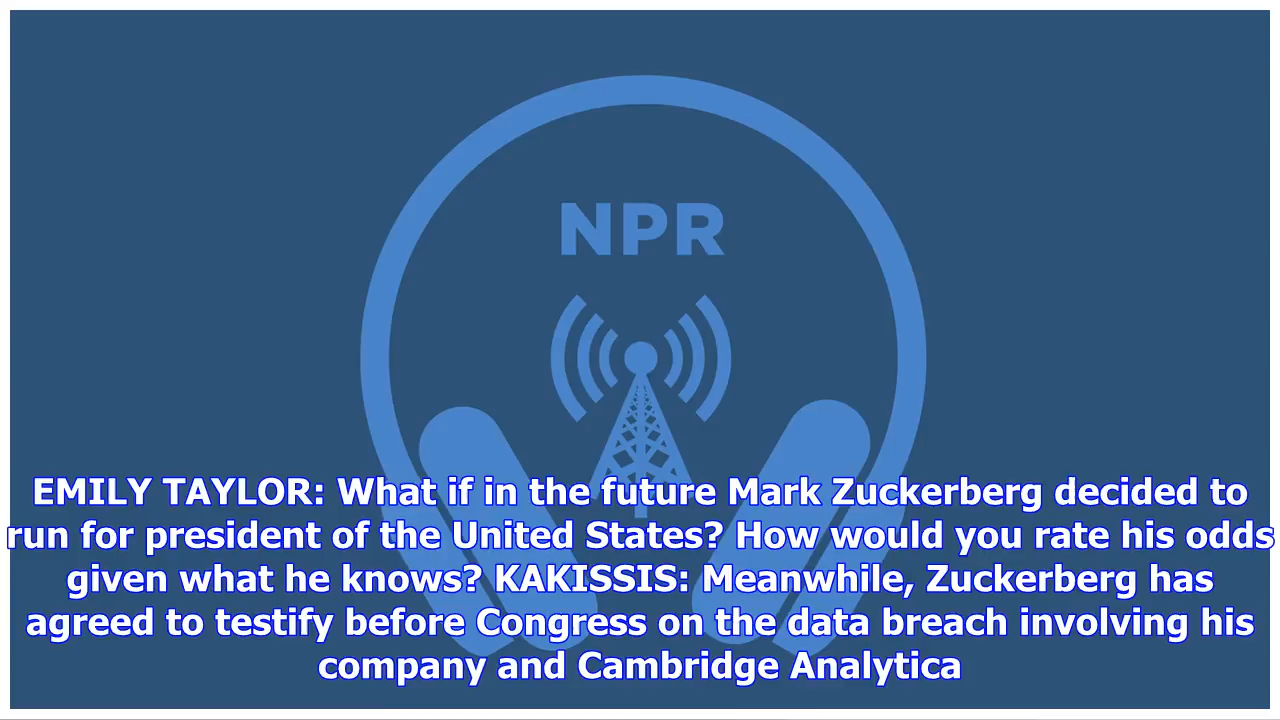 NPR
EMILY TAYLOR: What if in the future Mark Zuckerberg decided to
run for president of the United States? How would you rate his odds
given what he knows? KAKISSIS: Meanwhile, Zuckerberg has
agreed to testify before Congress on the data breach involving his
company and Cambridge Analytica